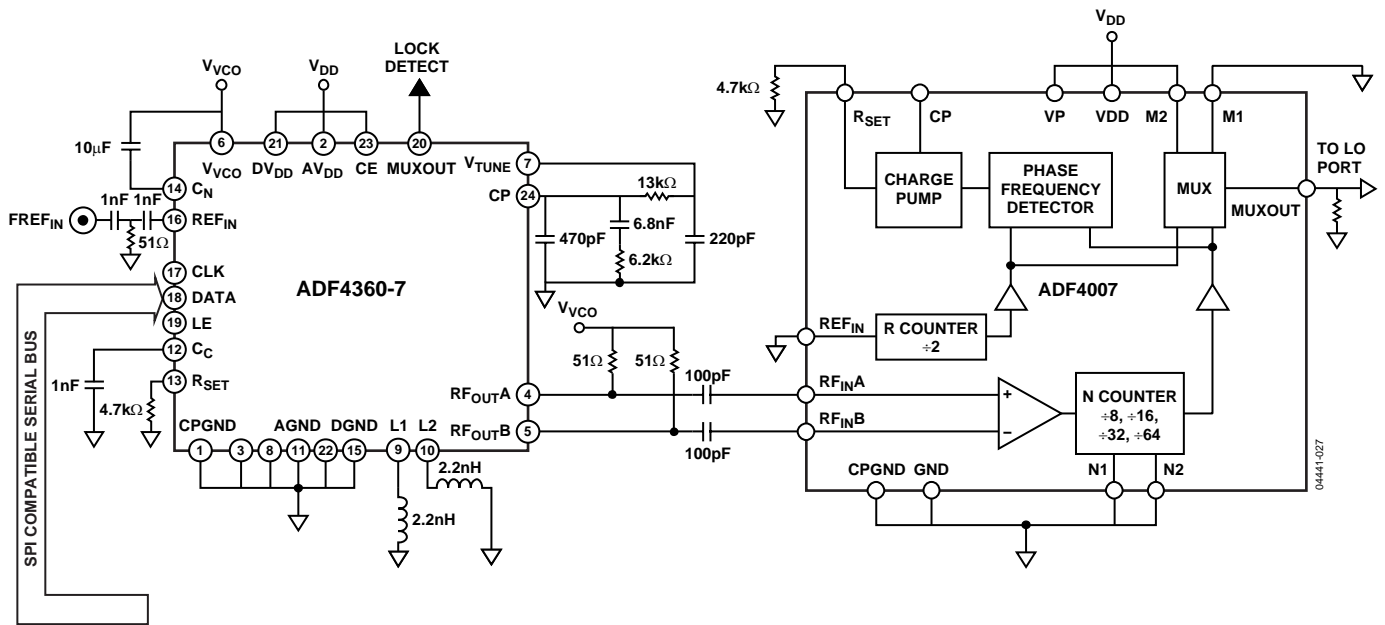 LOCK
DETECT
VVCO
VDD
10µF
6
21
2
23
20
VVCO
DVDD
AVDD
CE
MUXOUT
VTUNE
7
CP
24
14
CN
1nF
1nF
FREFIN
16
REFIN
51Ω
13kΩ
6.8nF
470pF
220pF
6.2kΩ
17
CLK
18
DATA
19
LE
12
CC
13
RSET
1nF
4.7kΩ
ADF4360-7
SPI COMPATIBLE SERIAL BUS
VVCO
51Ω
51Ω
100pF
RFOUTA
4
RFOUTB
5
100pF
CPGND
AGND
DGND
L1
L2
1
3
8
11
22
15
9
10
2.2nH
2.2nH
VDD
4.7kΩ
RSET
CP
VP
VDD
M2
M1
CHARGE
PUMP
PHASE
FREQUENCY
DETECTOR
MUX
MUXOUT
TO LO
PORT
ADF4007
REFIN
R COUNTER
÷2
RFINA
RFINB
+
−
N COUNTER
÷8, ÷16,
÷32, ÷64
CPGND
GND
N1
N2
04441-027